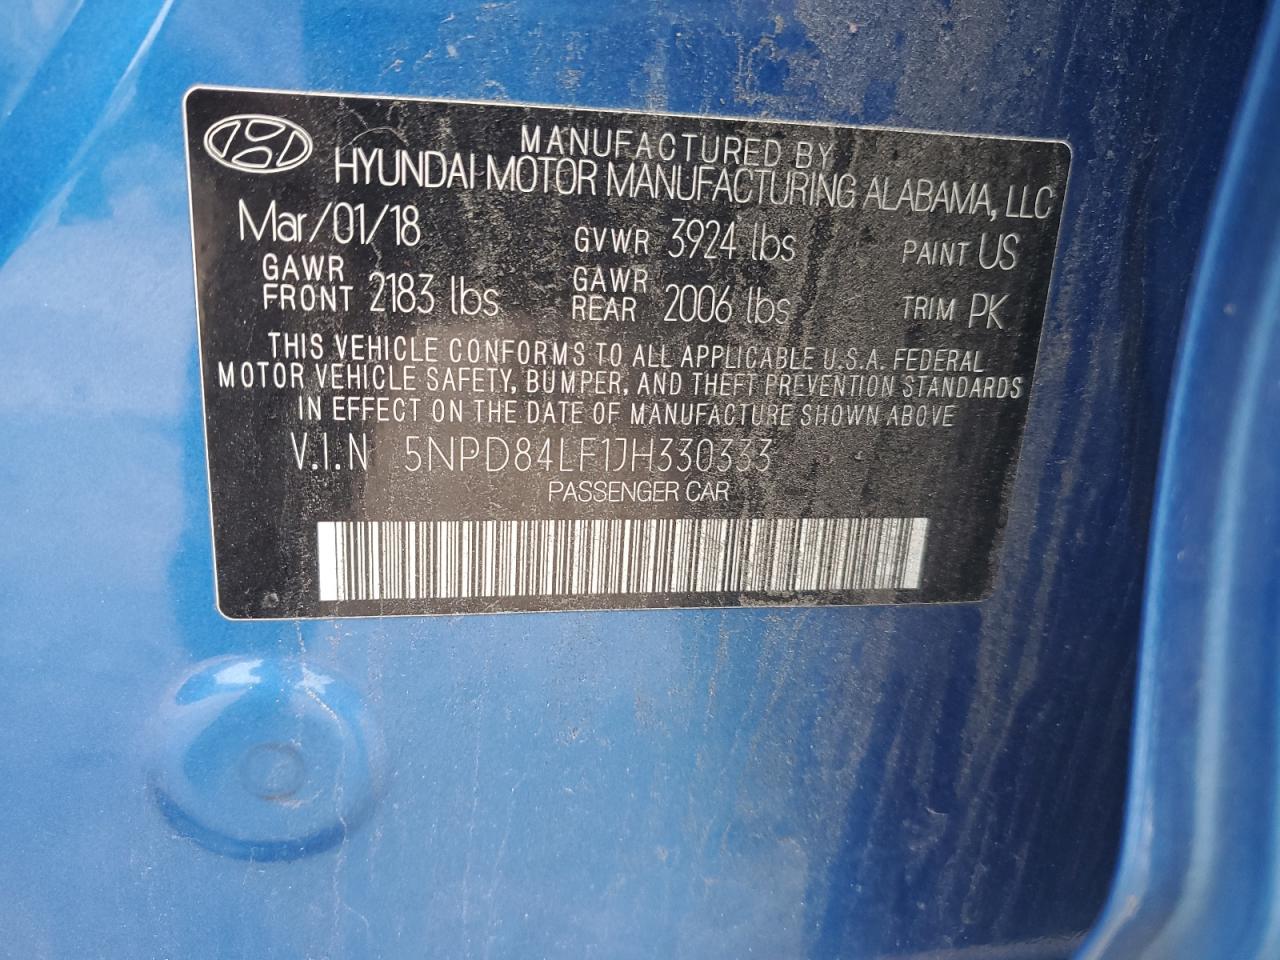 MANUFACTURED BY
HYUNDAI MOTOR MANUFACTURING ALABAMA, LLC
Mar/01/18 GVWR 3924 lbs PAINT US
GAWR FRONT 2183 lbs GAWR REAR 2006 lbs TRIM PK
THIS VEHICLE CONFORMS TO ALL APPLICABLE U.S.A. FEDERAL
MOTOR VEHICLE SAFETY, BUMPER, AND THEFT PREVENTION STANDARDS
IN EFFECT ON THE DATE OF MANUFACTURE SHOWN ABOVE
V.I.N 5NPD84LF1JH330333
PASSENGER CAR